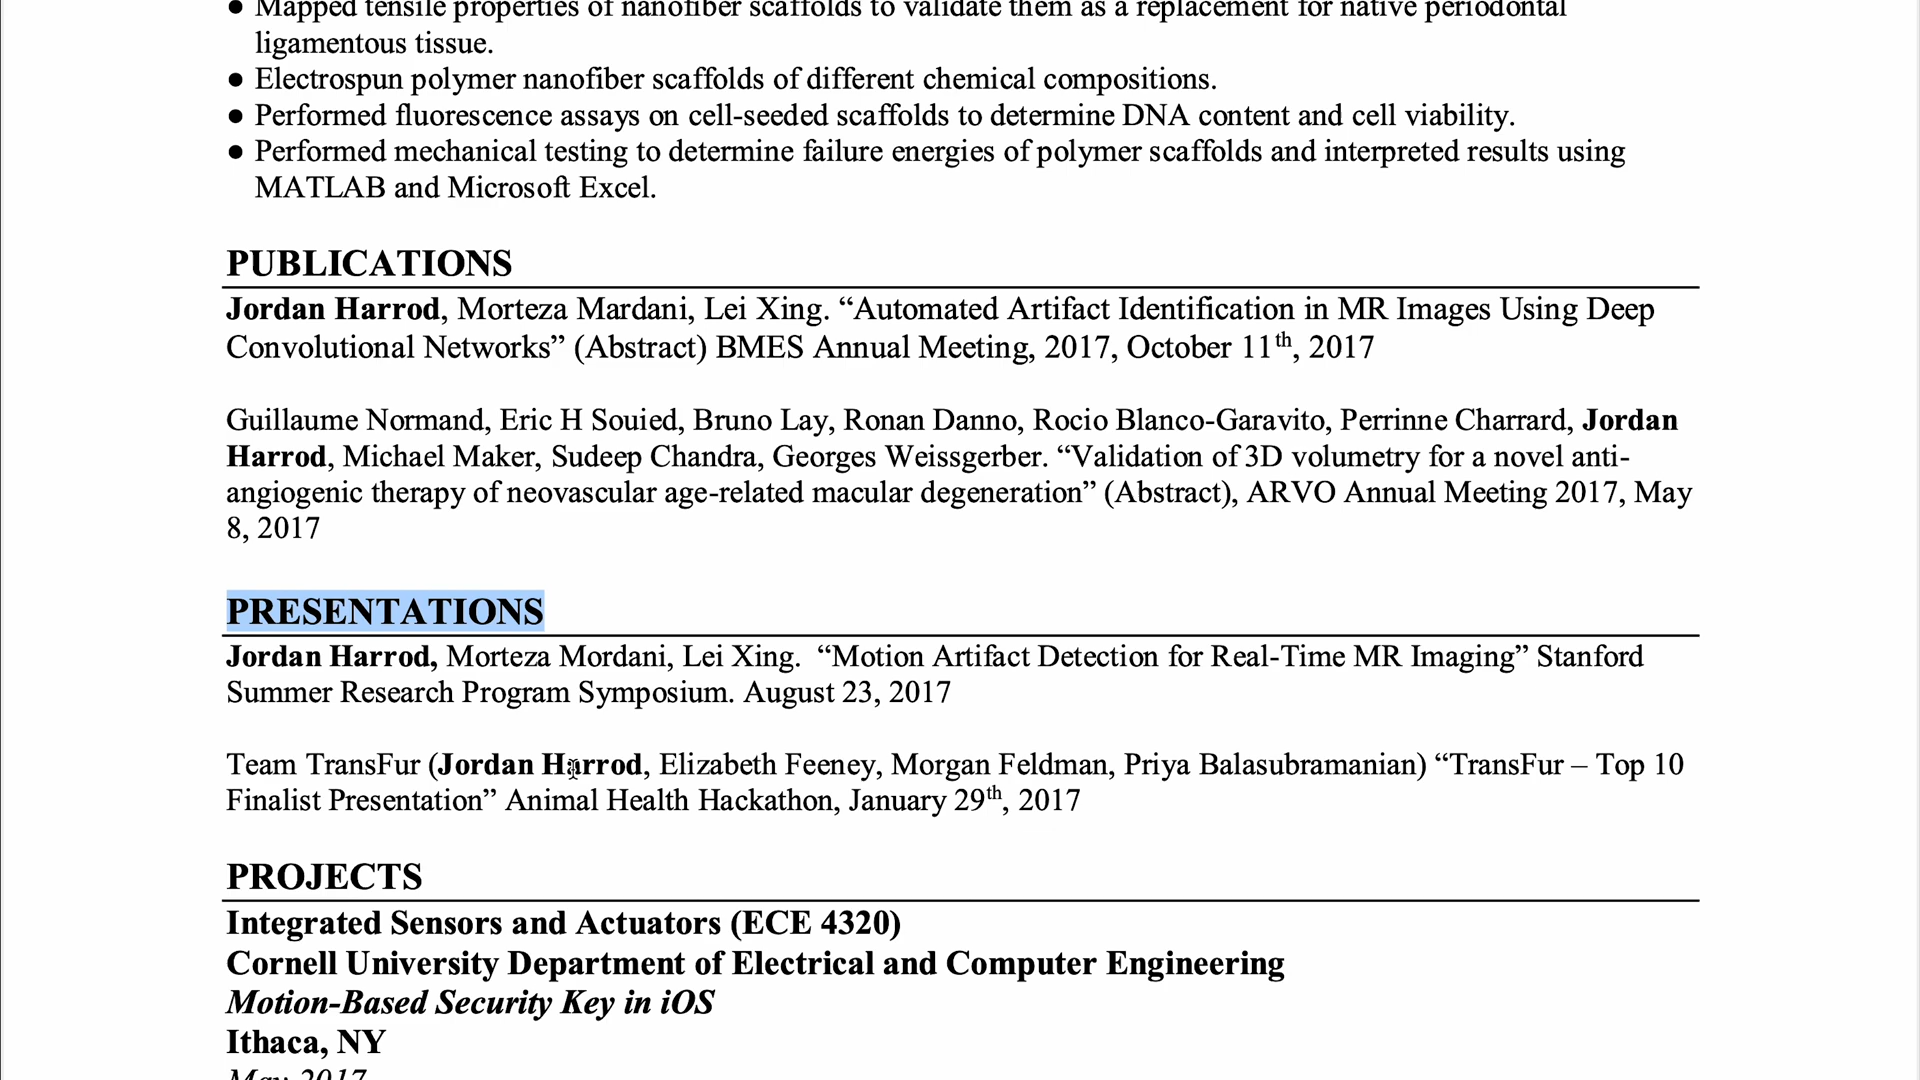 ● Mapped tensile properties of nanofiber scaffolds to validate them as a replacement for native periodontal
ligamentous tissue.
● Electrospun polymer nanofiber scaffolds of different chemical compositions.
● Performed fluorescence assays on cell-seeded scaffolds to determine DNA content and cell viability.
● Performed mechanical testing to determine failure energies of polymer scaffolds and interpreted results using
MATLAB and Microsoft Excel.
PUBLICATIONS
Jordan Harrod, Morteza Mardani, Lei Xing. “Automated Artifact Identification in MR Images Using Deep
Convolutional Networks” (Abstract) BMES Annual Meeting, 2017, October 11th, 2017
Guillaume Normand, Eric H Souied, Bruno Lay, Ronan Danno, Rocio Blanco-Garavito, Perrinne Charrard, Jordan
Harrod, Michael Maker, Sudeep Chandra, Georges Weissgerber. “Validation of 3D volumetry for a novel anti-
angiogenic therapy of neovascular age-related macular degeneration” (Abstract), ARVO Annual Meeting 2017, May
8, 2017
PRESENTATIONS
Jordan Harrod, Morteza Mordani, Lei Xing.  “Motion Artifact Detection for Real-Time MR Imaging” Stanford
Summer Research Program Symposium. August 23, 2017
Team TransFur (Jordan Harrod, Elizabeth Feeney, Morgan Feldman, Priya Balasubramanian) “TransFur – Top 10
Finalist Presentation” Animal Health Hackathon, January 29th, 2017
PROJECTS
Integrated Sensors and Actuators (ECE 4320)
Cornell University Department of Electrical and Computer Engineering
Motion-Based Security Key in iOS
Ithaca, NY
May 2017